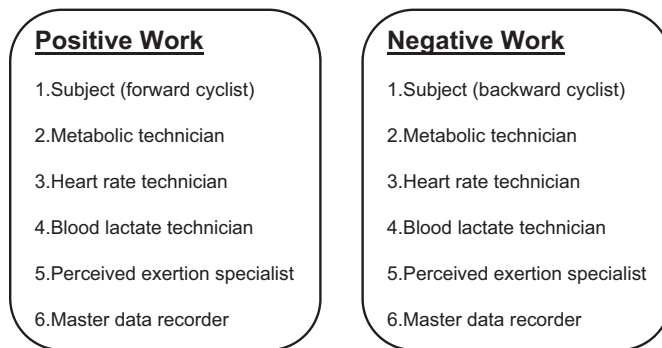 Positive Work
1.Subject (forward cyclist)
2.Metabolic technician
3.Heart rate technician
4.Blood lactate technician
5.Perceived exertion specialist
6.Master data recorder
Negative Work
1.Subject (backward cyclist)
2.Metabolic technician
3.Heart rate technician
4.Blood lactate technician
5.Perceived exertion specialist
6.Master data recorder